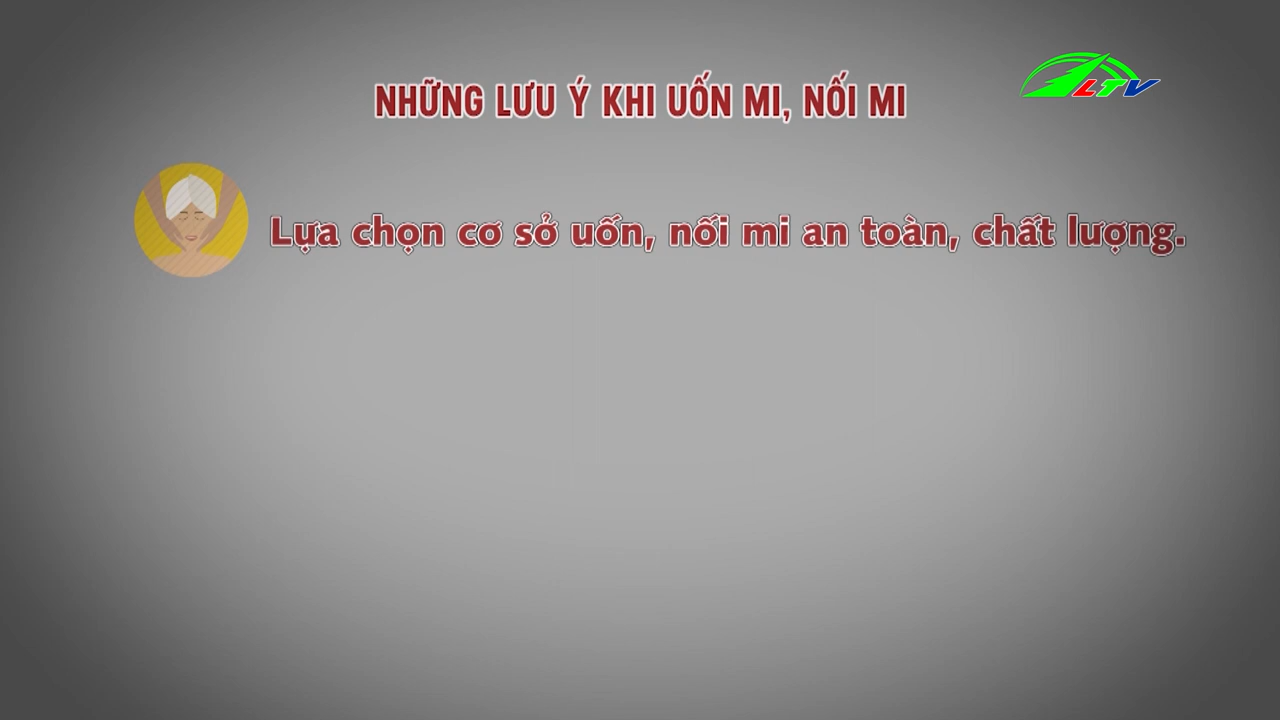 LTV
NHỮNG LƯU Ý KHI UỐN MI, NỐI MI
Lựa chọn cơ sở uốn, nối mi an toàn, chất lượng.